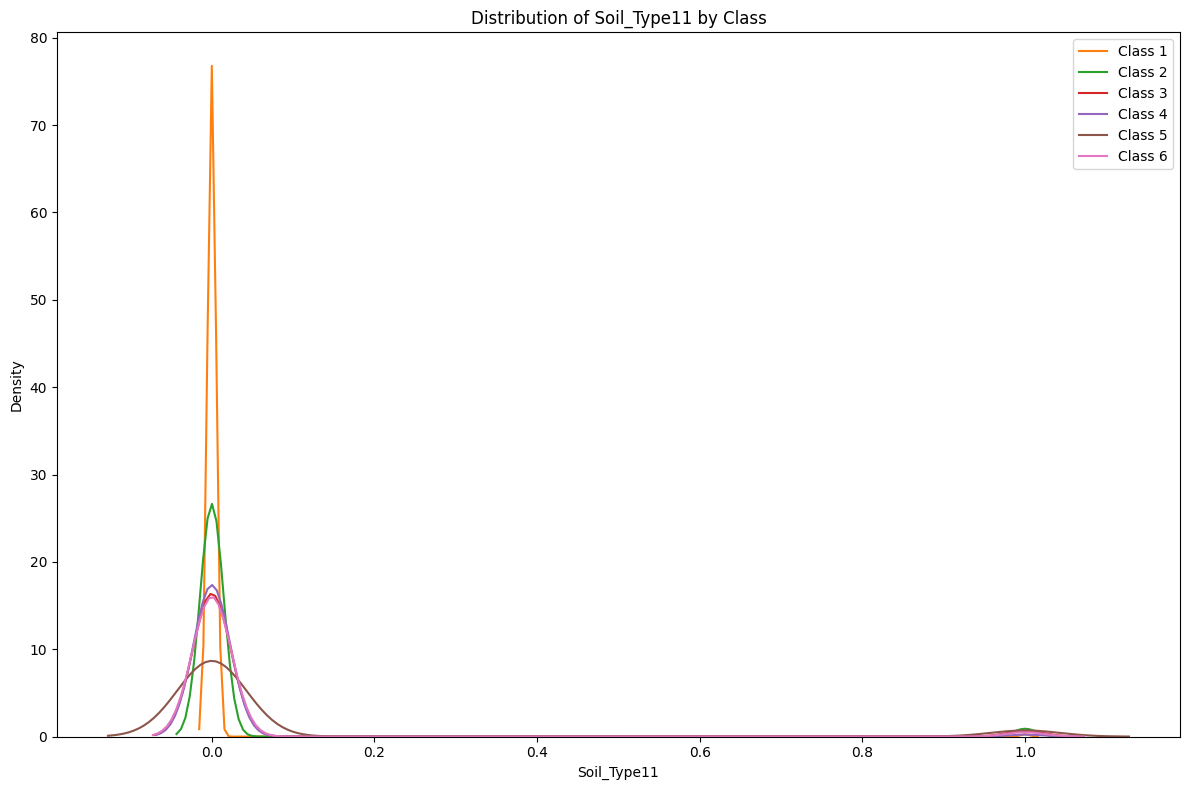 Distribution of Soil_Type11 by Class
Class 1
Class 2
Class 3
Class 4
Class 5
Class 6
80
70
60
50
40
30
20
10
0
Density
0.0 0.2 0.4 0.6 0.8 1.0
Soil_Type11